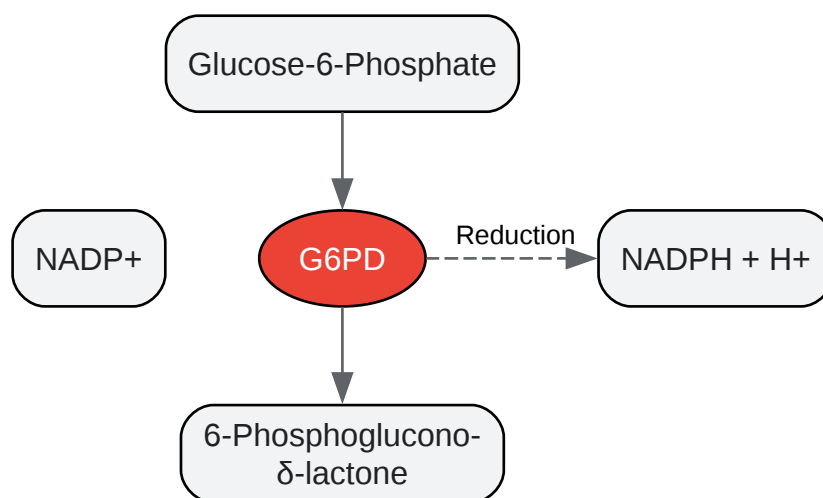 Glucose-6-Phosphate
NADP+
G6PD
Reduction
NADPH + H+
6-Phosphoglucono-
δ-lactone